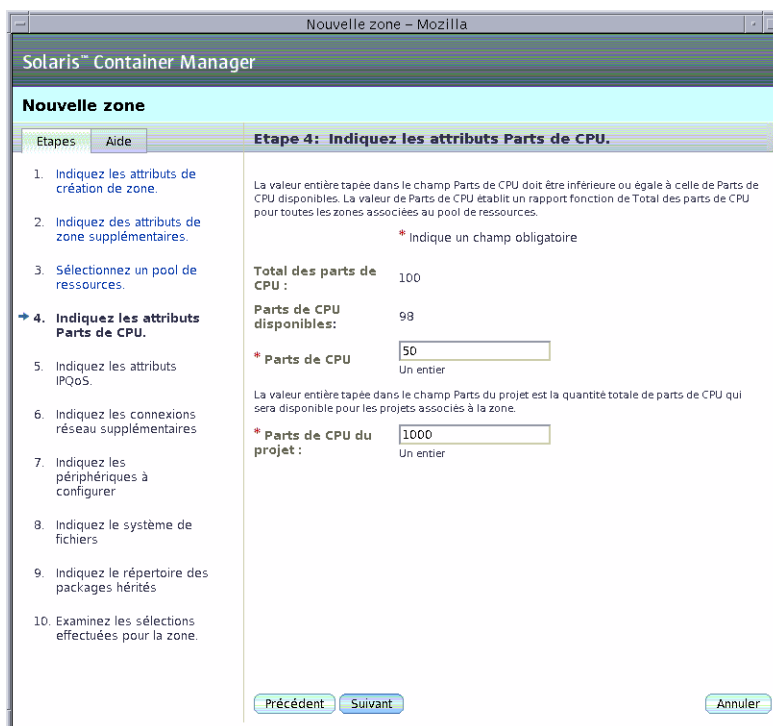 Nouvelle zone – Mozilla
Solaris™ Container Manager
Nouvelle zone
Etapes
Aide
1. Indiquez les attributs de
création de zone.
2. Indiquez des attributs de
zone supplémentaires.
3. Sélectionnez un pool de
ressources.
4. Indiquez les attributs
Parts de CPU.
5. Indiquez les attributs
IPQoS.
6. Indiquez les connexions
réseau supplémentaires
7. Indiquez les
périphériques à
configurer
8. Indiquez le système de
fichiers
9. Indiquez le répertoire des
packages hérités
10. Examinez les sélections
effectuées pour la zone.
Etape 4: Indiquez les attributs Parts de CPU.
La valeur entière tapée dans le champ Parts de CPU doit être inférieure ou égale à celle de Parts de
CPU disponibles. La valeur de Parts de CPU établit un rapport fonction de Total des parts de CPU
pour toutes les zones associées au pool de ressources.
* Indique un champ obligatoire
Total des parts de
CPU :
100
Parts de CPU
disponibles:
98
* Parts de CPU
50
Un entier
La valeur entière tapée dans le champ Parts du projet est la quantité totale de parts de CPU qui
sera disponible pour les projets associés à la zone.
* Parts de CPU du
projet :
1000
Un entier
Précédent
Suivant
Annuler